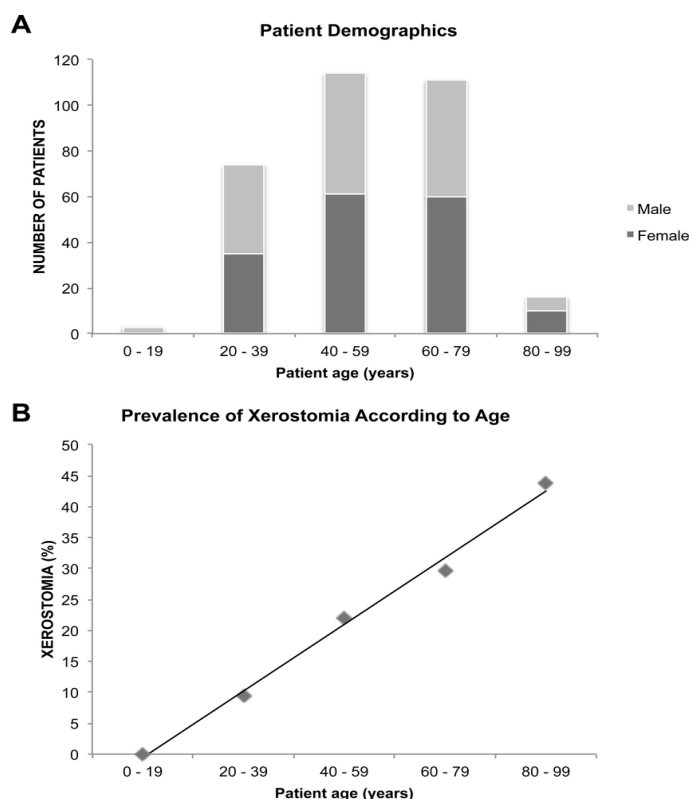 A
Patient Demographics
NUMBER OF PATIENTS
120
100
80
60
40
20
0
0 - 19 20 - 39 40 - 59 60 - 79 80 - 99
Patient age (years)
Male
Female
B
Prevalence of Xerostomia According to Age
XEROSTOMIA (%)
50
45
40
35
30
25
20
15
10
5
0
0 - 19 20 - 39 40 - 59 60 - 79 80 - 99
Patient age (years)